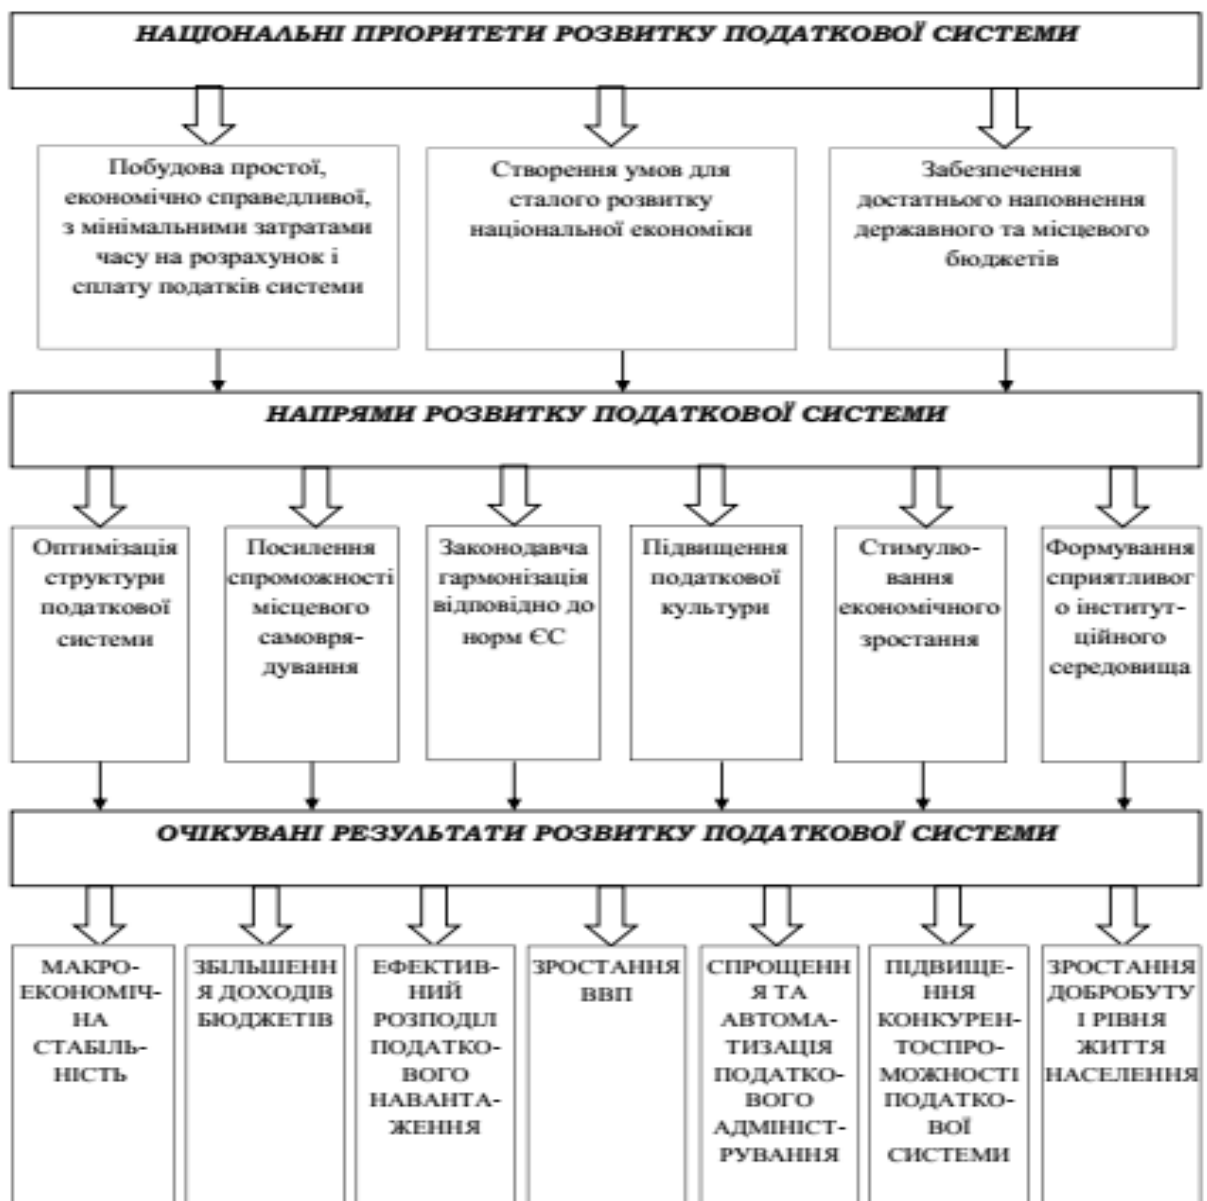 НАЦІОНАЛЬНІ ПРІОРИТЕТИ РОЗВИТКУ ПОДАТКОВОЇ СИСТЕМИ
Побудова простої,
економічно справедливої,
з мінімальними затратами
часу на розрахунок і
сплату податків системи
Створення умов для
сталого розвитку
національної економіки
Забезпечення
достатнього наповнення
державного та місцевого
бюджетів
НАПРЯМИ РОЗВИТКУ ПОДАТКОВОЇ СИСТЕМИ
Оптимізація
структури
податкової
системи
Посилення
спроможності
місцевого
самовря-
дування
Законодавча
гармонізація
відповідно до
норм ЄС
Підвищення
податкової
культури
Стимулю-
вання
економічного
зростання
Формування
сприятливог
о інститут-
ційного
середовища
ОЧІКУВАНІ РЕЗУЛЬТАТИ РОЗВИТКУ ПОДАТКОВОЇ СИСТЕМИ
МАКРО-
ЕКОНОМІЧ-
НА
СТАБІЛЬ-
НІСТЬ
ЗБІЛЬШЕНН
Я ДОХОДІВ
БЮДЖЕТІВ
ЕФЕКТИВ-
НИЙ
РОЗПОДІЛ
ПОДАТКО-
ВОГО
НАВАНТА-
ЖЕННЯ
ЗРОСТАННЯ
ВВП
СПРОЩЕНН
Я ТА
АВТОМА-
ТИЗАЦІЯ
ПОДАТКО-
ВОГО
АДМІНІСТ-
РУВАННЯ
ПІДВИЩЕ-
ННЯ
КОНКУРЕН-
ТОСПРО-
МОЖНОСТІ
ПОДАТКО-
ВОЇ
СИСТЕМИ
ЗРОСТАННЯ
ДОБРОБУТУ
І РІВНЯ
ЖИТТЯ
НАСЕЛЕННЯ